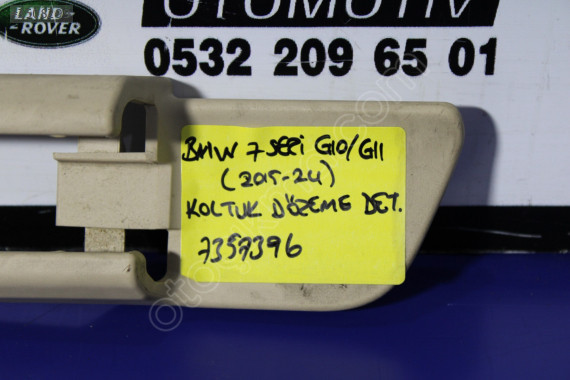 LAND
ROVER
OTOMOTİV
0532 209 65 01
BMW 7 SERİ G10/G11
(2015-24)
KOLTUK DÖŞEME DET.
7357396